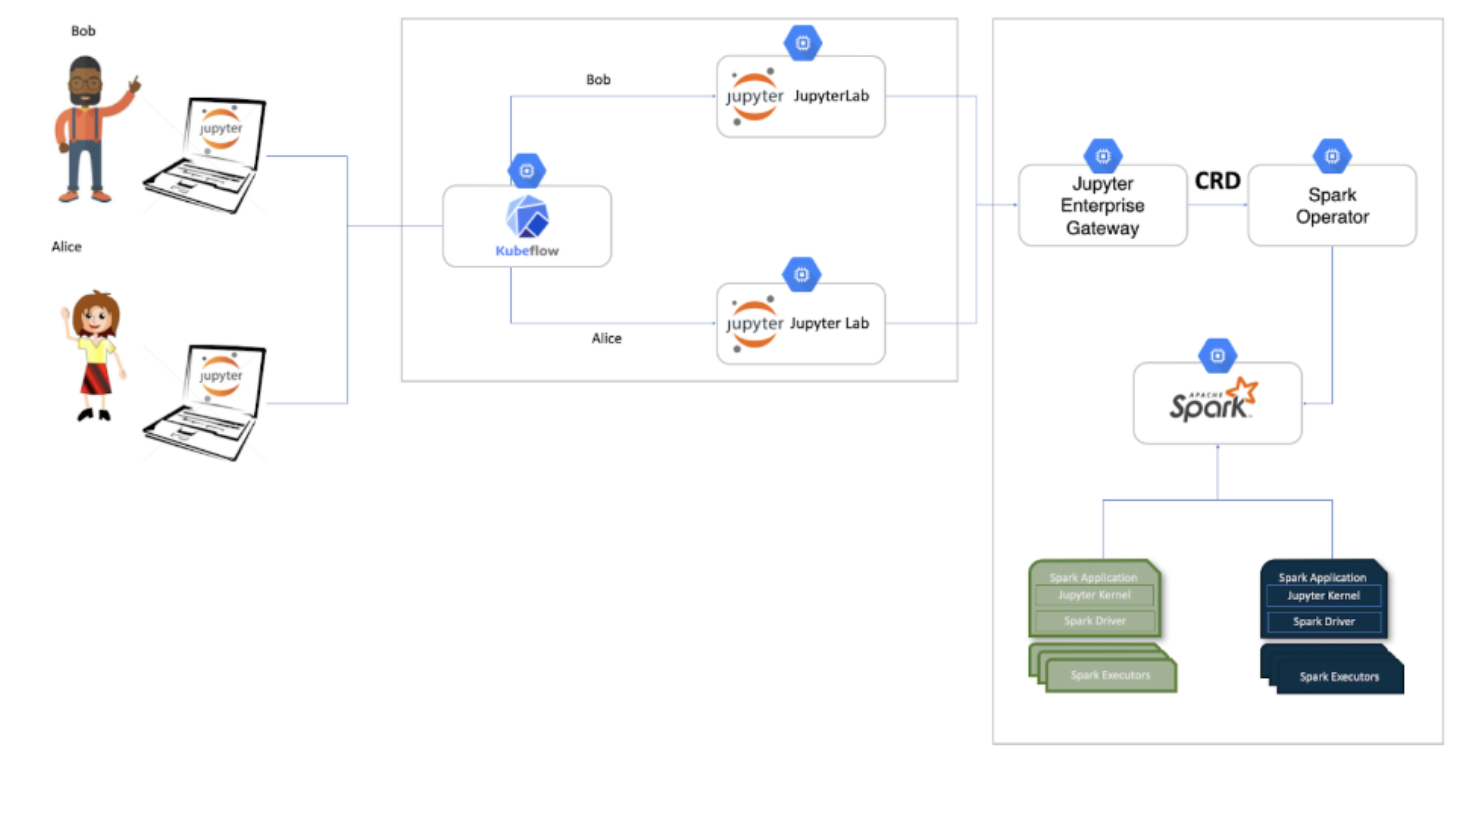 Bob
jupyter
Alice
jupyter
Kubeflow
Bob
Alice
jupyter JupyterLab
jupyter Jupyter Lab
Jupyter
Enterprise
Gateway
CRD
Spark
Operator
APACHE
Spark
Spark Application
Jupyter Kernel
Spark Driver
Spark Executors
Spark Application
Jupyter Kernel
Spark Driver
Spark Executors